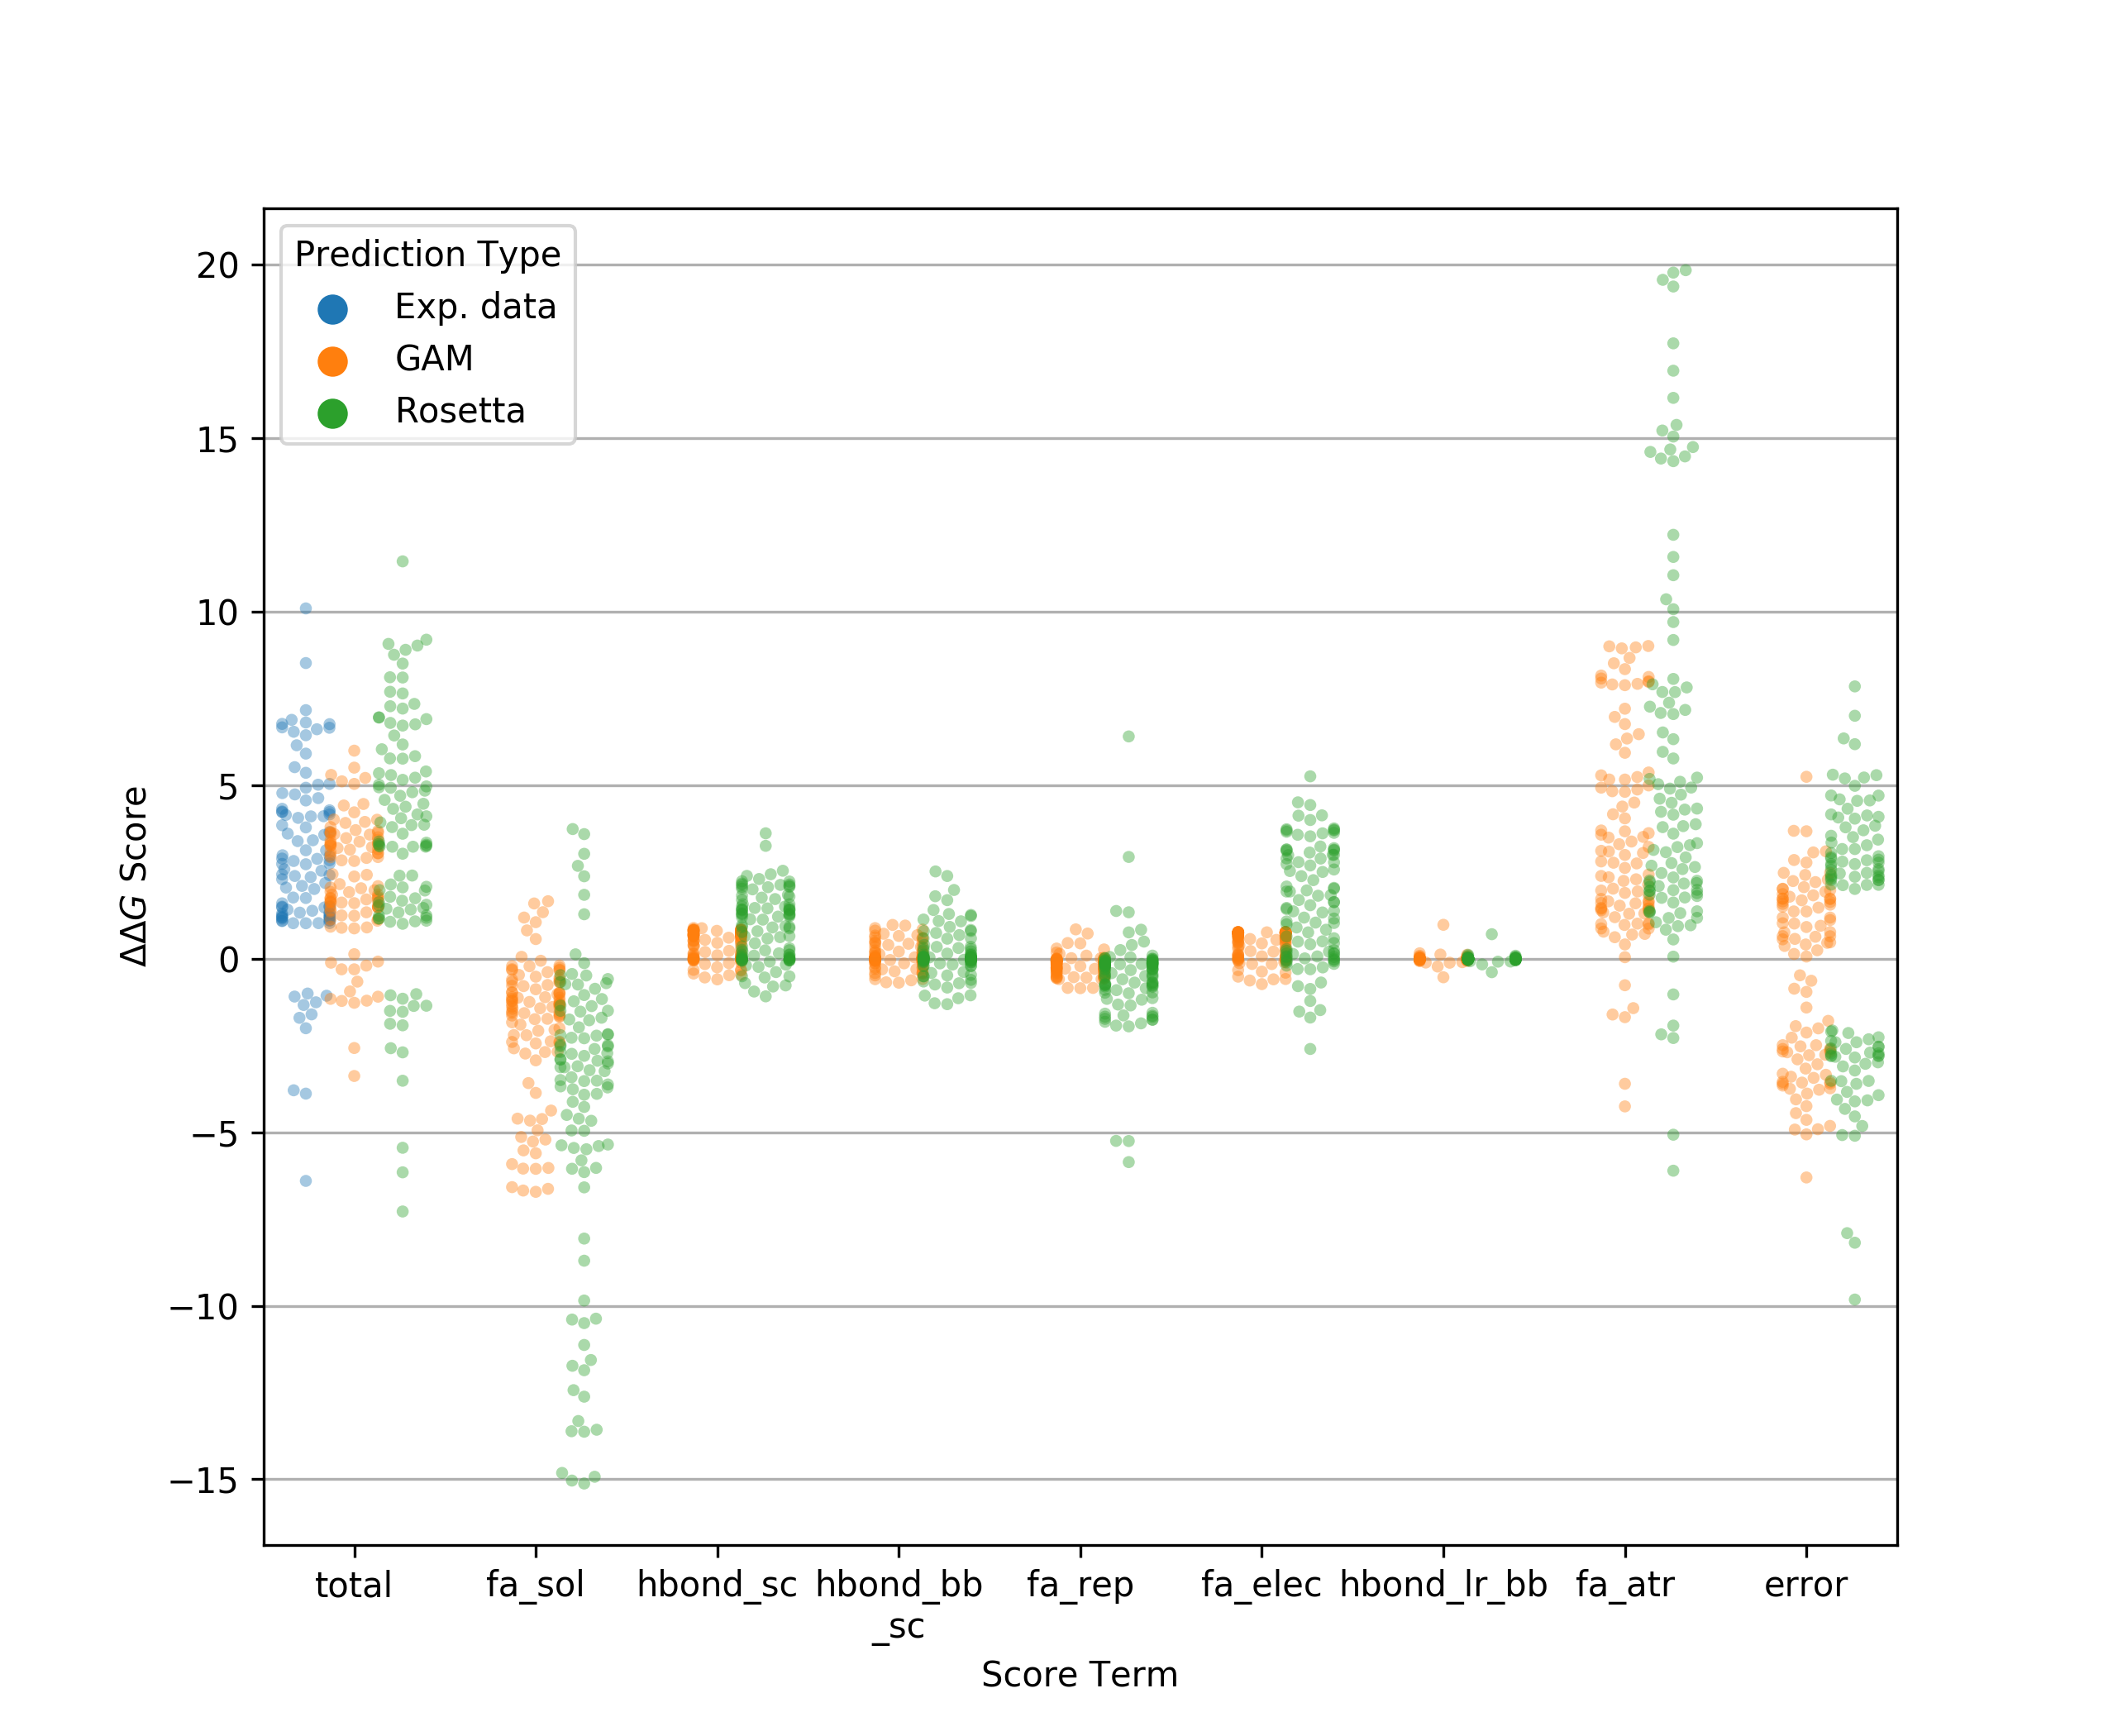 Prediction Type
Exp. data
GAM
Rosetta
20
15
10
5
0
−5
−10
−15
ΔΔG Score
total fa_sol hbond_sc hbond_bb fa_rep fa_elec hbond_lr_bb fa_atr error
_sc
Score Term